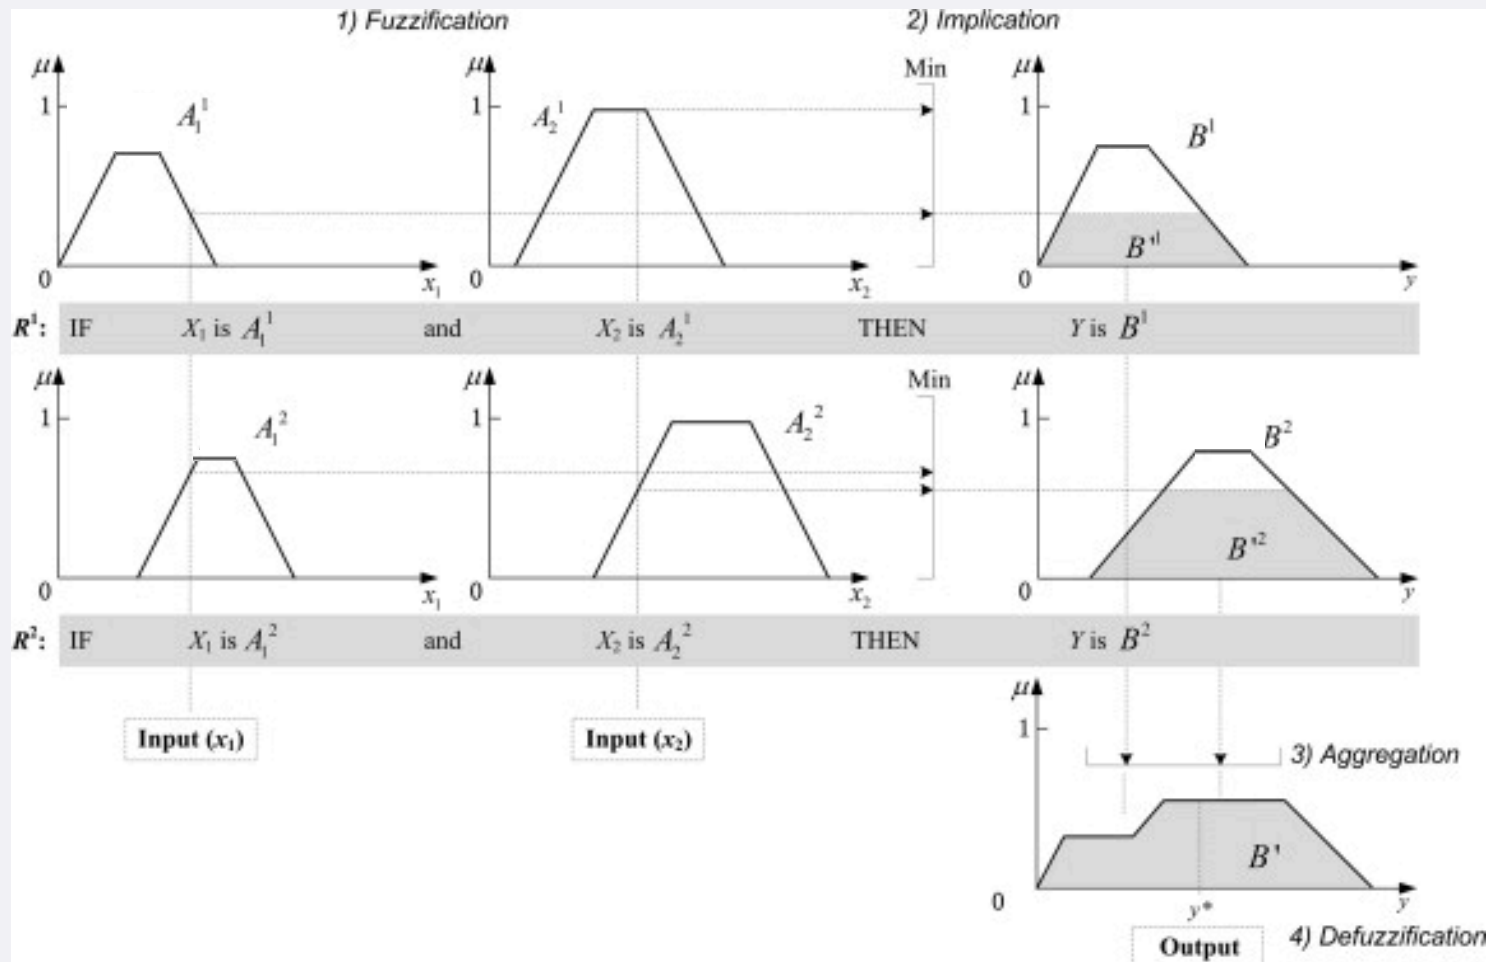 1) Fuzzification 2) Implication
μ 1 A₁¹ 0 x₁
μ 1 A₂¹ 0 x₂
Min
μ 1 B¹ B'¹ 0 y
R¹: IF X₁ is A₁¹ and X₂ is A₂¹ THEN Y is B¹
μ 1 A₁² 0 x₁
μ 1 A₂² 0 x₂
Min
μ 1 B² B'² 0 y
R²: IF X₁ is A₁² and X₂ is A₂² THEN Y is B²
Input (x₁) Input (x₂)
μ 1
3) Aggregation
B'
0 y* y
Output 4) Defuzzification